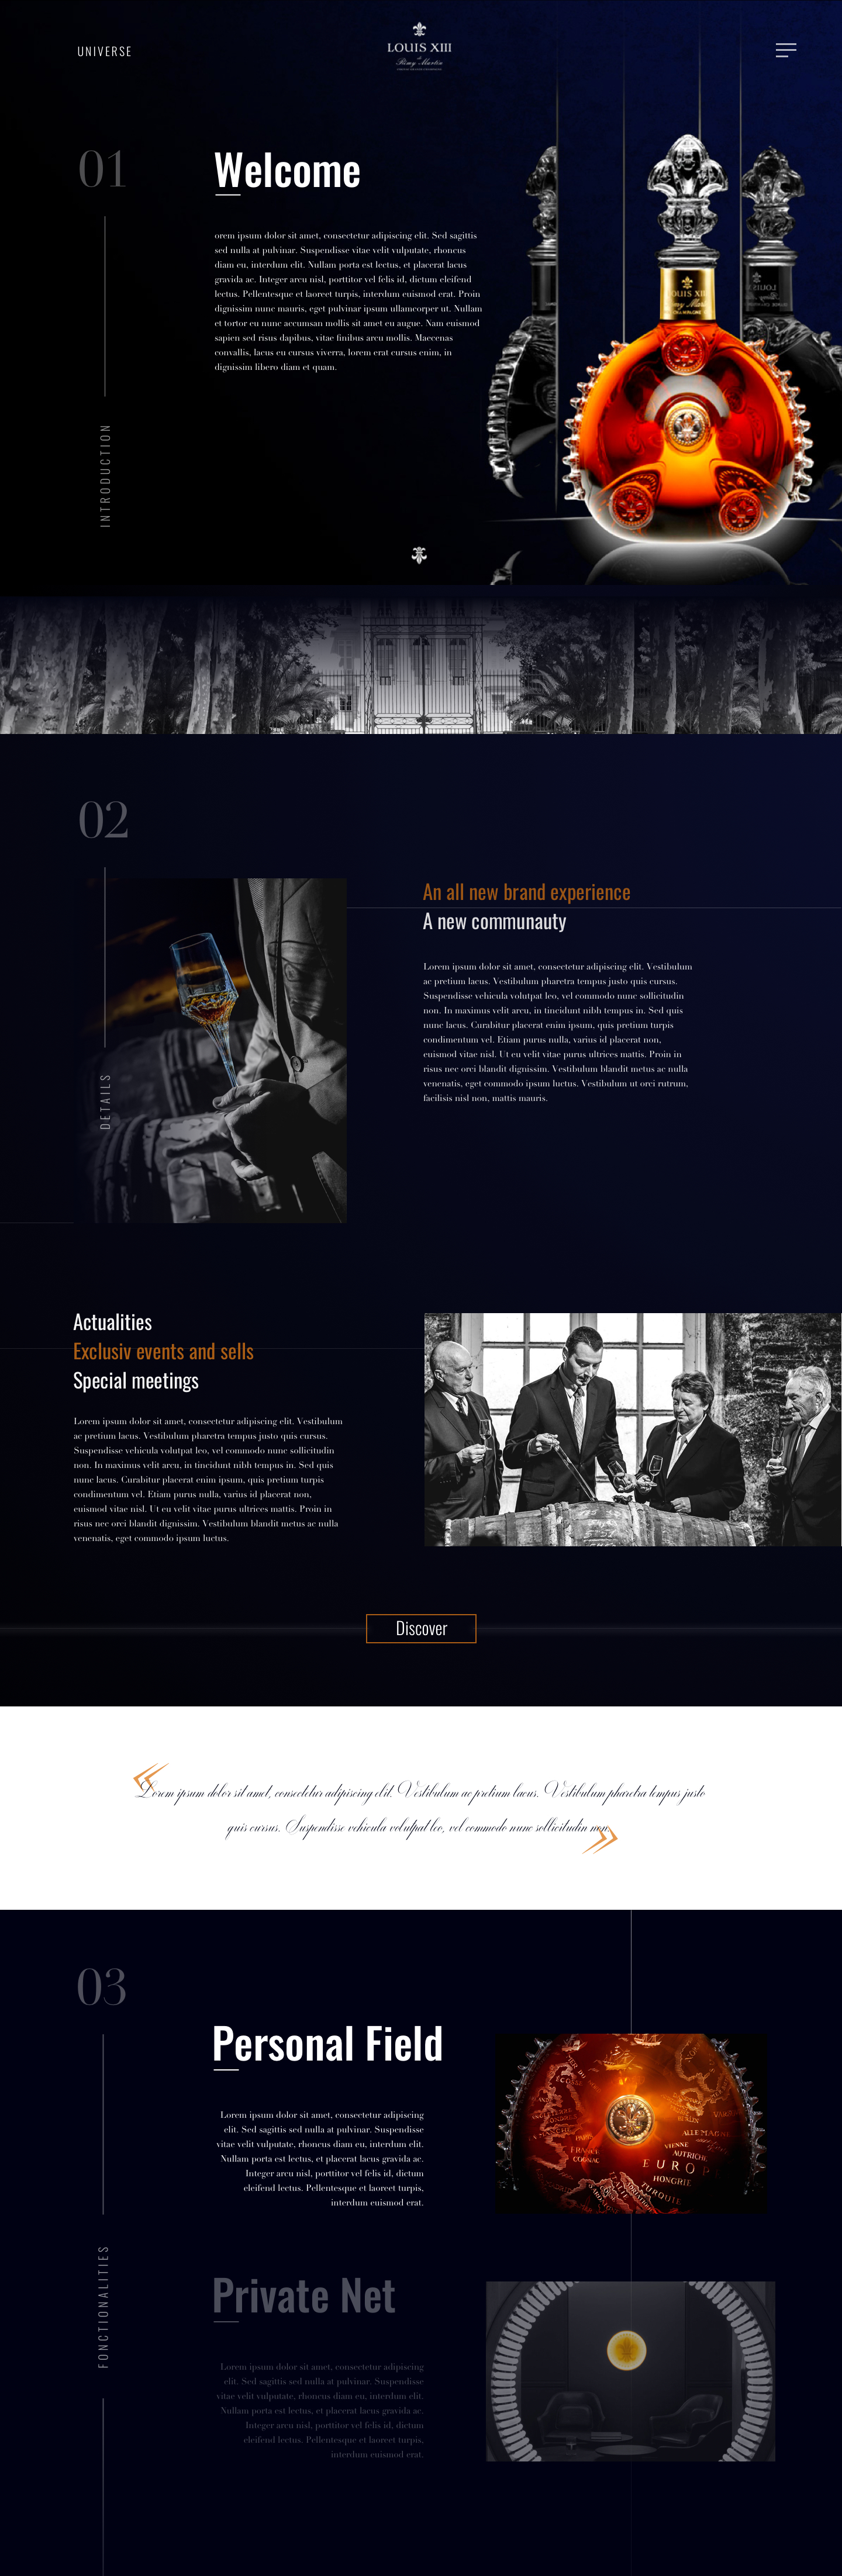 UNIVERSE
LOUIS XIII
de
Rémy Martin
01
Welcome
orem ipsum dolor sit amet, consectetur adipiscing elit. Sed sagittis
sed nulla at pulvinar. Suspendisse vitae velit vulputate, rhoncus
diam eu, interdum elit. Nullam porta est lectus, et placerat lacus
gravida ac. Integer arcu nisl, porttitor vel felis id, dictum eleifend
lectus. Pellentesque et laoreet turpis, interdum euismod erat. Proin
dignissim nunc mauris, eget pulvinar ipsum ullamcorper ut. Nullam
et tortor eu nunc accumsan mollis sit amet eu augue. Nam euismod
sapien sed risus dapibus, vitae finibus arcu mollis. Maecenas
convallis, lacus eu cursus viverra, lorem erat cursus enim, in
dignissim libero diam et quam.
INTRODUCTION
02
DETAILS
An all new brand experience
A new communauty
Lorem ipsum dolor sit amet, consectetur adipiscing elit. Vestibulum
ac pretium lacus. Vestibulum pharetra tempus justo quis cursus.
Suspendisse vehicula volutpat leo, vel commodo nunc sollicitudin
non. In maximus velit arcu, in tincidunt nibh tempus in. Sed quis
nunc lacus. Curabitur placerat enim ipsum, quis pretium turpis
condimentum vel. Etiam purus nulla, varius id placerat non,
euismod vitae nisl. Ut eu velit vitae purus ultrices mattis. Proin in
risus nec orci blandit dignissim. Vestibulum blandit metus ac nulla
venenatis, eget commodo ipsum luctus. Vestibulum ut orci rutrum,
facilisis nisl non, mattis mauris.
Actualities
Exclusiv events and sells
Special meetings
Lorem ipsum dolor sit amet, consectetur adipiscing elit. Vestibulum
ac pretium lacus. Vestibulum pharetra tempus justo quis cursus.
Suspendisse vehicula volutpat leo, vel commodo nunc sollicitudin
non. In maximus velit arcu, in tincidunt nibh tempus in. Sed quis
nunc lacus. Curabitur placerat enim ipsum, quis pretium turpis
condimentum vel. Etiam purus nulla, varius id placerat non,
euismod vitae nisl. Ut eu velit vitae purus ultrices mattis. Proin in
risus nec orci blandit dignissim. Vestibulum blandit metus ac nulla
venenatis, eget commodo ipsum luctus.
Discover
« Lorem ipsum dolor sit amet, consectetur adipiscing elit. Vestibulum ac pretium lacus. Vestibulum pharetra tempus justo
quis cursus. Suspendisse vehicula volutpat leo, vel commodo nunc sollicitudin »
03
Personal Field
Lorem ipsum dolor sit amet, consectetur adipiscing
elit. Sed sagittis sed nulla at pulvinar. Suspendisse
vitae velit vulputate, rhoncus diam eu, interdum elit.
Nullam porta est lectus, et placerat lacus gravida ac.
Integer arcu nisl, porttitor vel felis id, dictum
eleifend lectus. Pellentesque et laoreet turpis,
interdum euismod erat.
EUROP
ALLEMAGNE
BERLIN
VIENNE
AUTRICH
HONGRIE
TURQUIE
FRANCE
COGNAC
FONCTIONALITIES
Private Net
Lorem ipsum dolor sit amet, consectetur adipiscing
elit. Sed sagittis sed nulla at pulvinar. Suspendisse
vitae velit vulputate, rhoncus diam eu, interdum elit.
Nullam porta est lectus, et placerat lacus gravida ac.
Integer arcu nisl, porttitor vel felis id, dictum
eleifend lectus. Pellentesque et laoreet turpis,
interdum euismod erat.